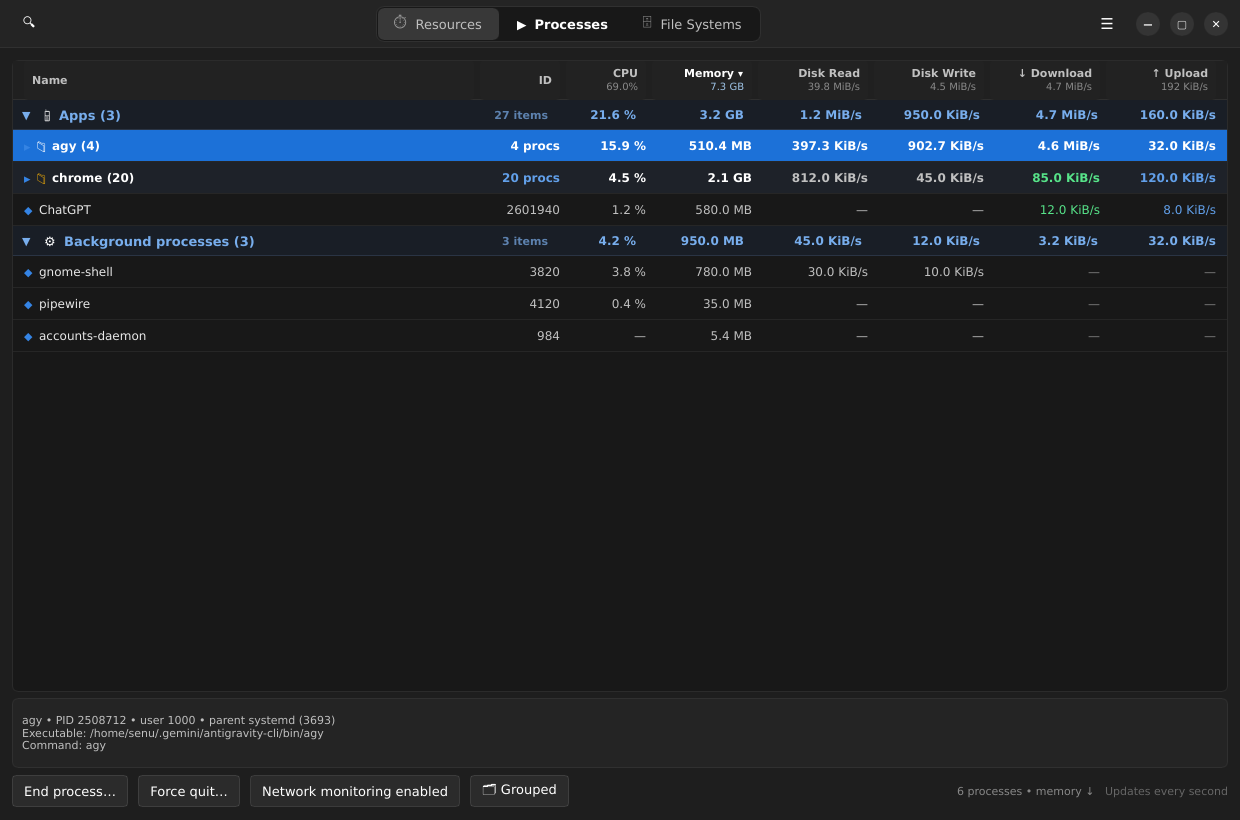 Resources
Processes
File Systems
Name ID CPU Memory ▾ Disk Read Disk Write ↓ Download ↑ Upload
69.0% 7.3 GB 39.8 MiB/s 4.5 MiB/s 4.7 MiB/s 192 KiB/s
Apps (3) 27 items 21.6 % 3.2 GB 1.2 MiB/s 950.0 KiB/s 4.7 MiB/s 160.0 KiB/s
agy (4) 4 procs 15.9 % 510.4 MB 397.3 KiB/s 902.7 KiB/s 4.6 MiB/s 32.0 KiB/s
chrome (20) 20 procs 4.5 % 2.1 GB 812.0 KiB/s 45.0 KiB/s 85.0 KiB/s 120.0 KiB/s
ChatGPT 2601940 1.2 % 580.0 MB — — 12.0 KiB/s 8.0 KiB/s
Background processes (3) 3 items 4.2 % 950.0 MB 45.0 KiB/s 12.0 KiB/s 3.2 KiB/s 32.0 KiB/s
gnome-shell 3820 3.8 % 780.0 MB 30.0 KiB/s 10.0 KiB/s — —
pipewire 4120 0.4 % 35.0 MB — — — —
accounts-daemon 984 — 5.4 MB — — — —
agy • PID 2508712 • user 1000 • parent systemd (3693)
Executable: /home/senu/.gemini/antigravity-cli/bin/agy
Command: agy
End process…
Force quit…
Network monitoring enabled
Grouped
6 processes • memory ↓ Updates every second